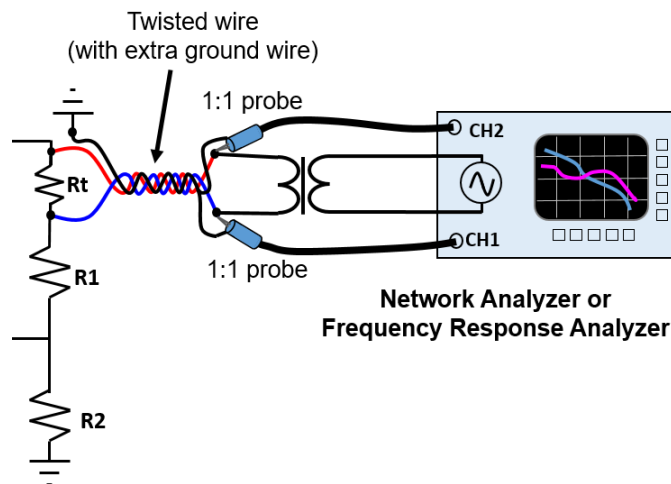 Twisted wire
(with extra ground wire)
1:1 probe
CH2
Rt
CH1
1:1 probe
R1
Network Analyzer or
Frequency Response Analyzer
R2